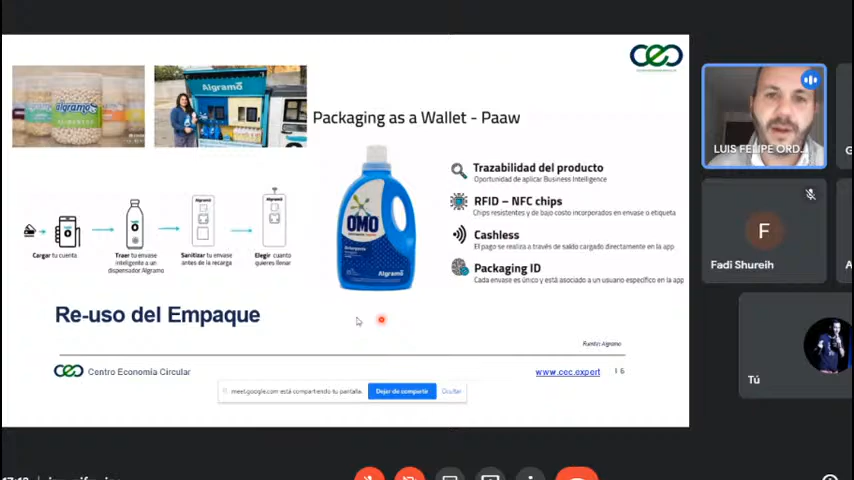 ceo
Algramo
ALIMENTOS
Algramo
Packaging as a Wallet - Paaw
OMO
Algramo
Trazabilidad del producto
Oportunidad de aplicar Business Intelligence
RFID – NFC chips
Chips resistentes y de bajo costo incorporados en envase o etiqueta
Cashless
El pago se realiza a través de saldo cargado directamente en la app
Packaging ID
Cada envase es único y está asociado a un usuario específico en la app
Cargar tu cuenta
Traer tu envase
inteligente a un
dispensador Algramo
Sanitizar tu envase
antes de la recarga
Elegir cuanto
quieres llenar
Re-uso del Empaque
Fuente: Algramo
Centro Economía Circular
www.cec.expert
16
meet.google.com está compartiendo tu pantalla.
Dejar de compartir
Ocultar
LUIS FELIPE ORD...
F
Fadi Shureih
Tú